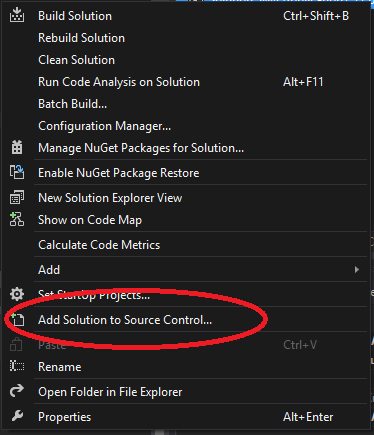 Build Solution Ctrl+Shift+B
Rebuild Solution
Clean Solution
Run Code Analysis on Solution Alt+F11
Batch Build...
Configuration Manager...
Manage NuGet Packages for Solution...
Enable NuGet Package Restore
New Solution Explorer View
Show on Code Map
Calculate Code Metrics
Add
Set StartUp Projects...
Add Solution to Source Control...
Paste Ctrl+V
Rename
Open Folder in File Explorer
Properties Alt+Enter